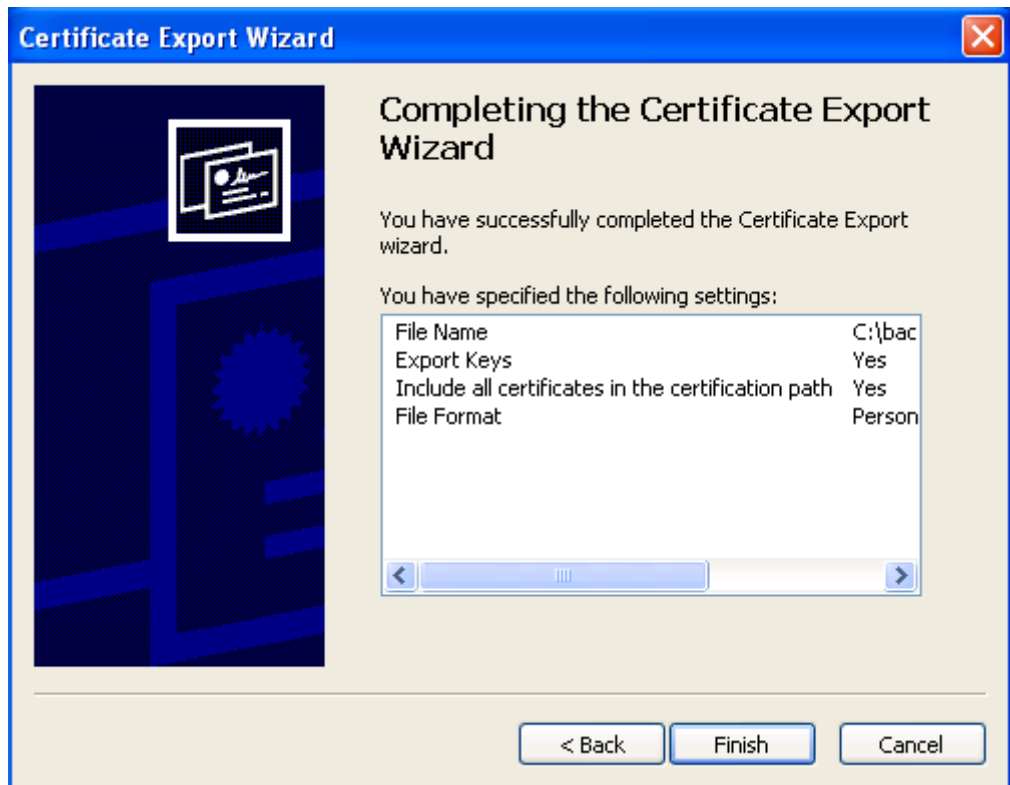 Certificate Export Wizard
Completing the Certificate Export
Wizard
You have successfully completed the Certificate Export
wizard.
You have specified the following settings:
File Name C:\bac
Export Keys Yes
Include all certificates in the certification path Yes
File Format Person
< Back Finish Cancel